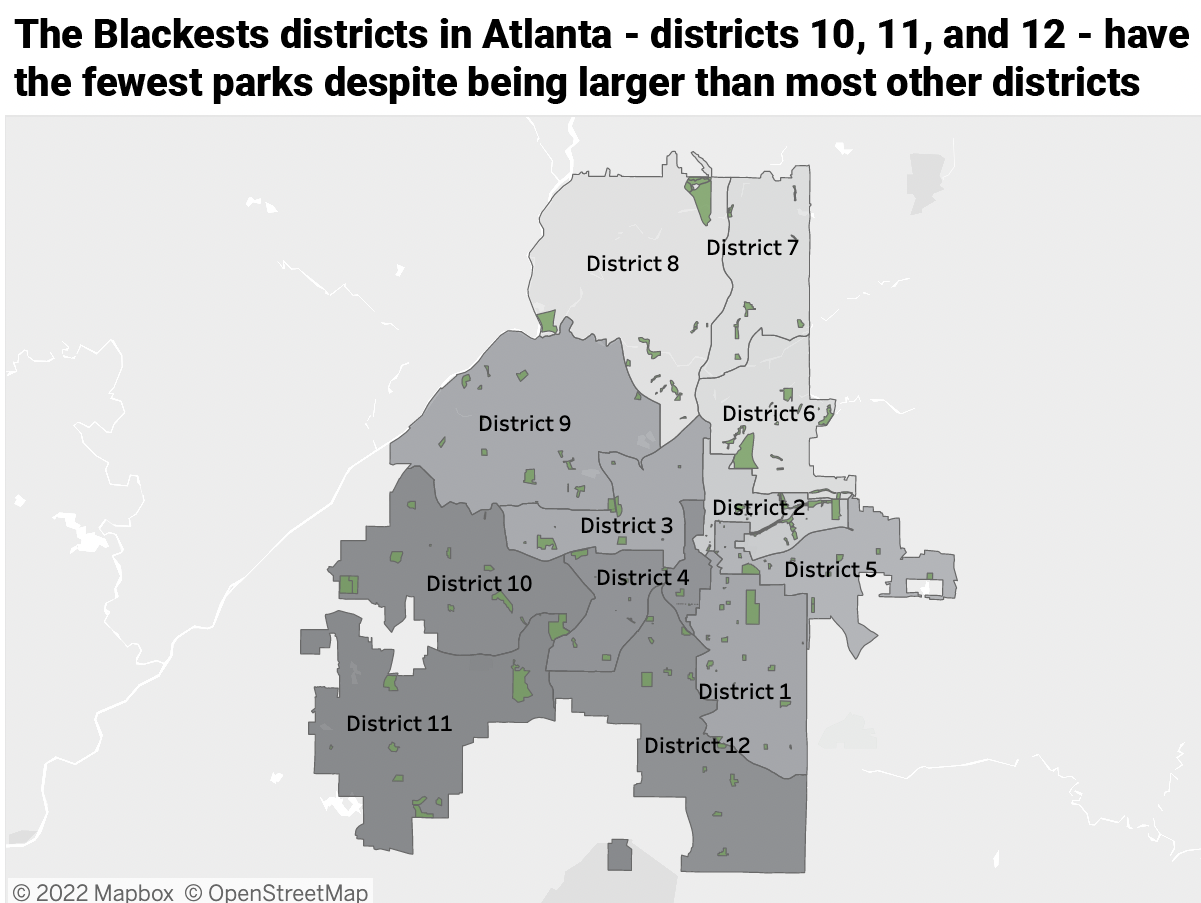 The Blackests districts in Atlanta - districts 10, 11, and 12 - have
the fewest parks despite being larger than most other districts
District 7
District 8
District 6
District 9
District 2
District 3
District 5
District 4
District 10
District 1
District 11
District 12
© 2022 Mapbox © OpenStreetMap